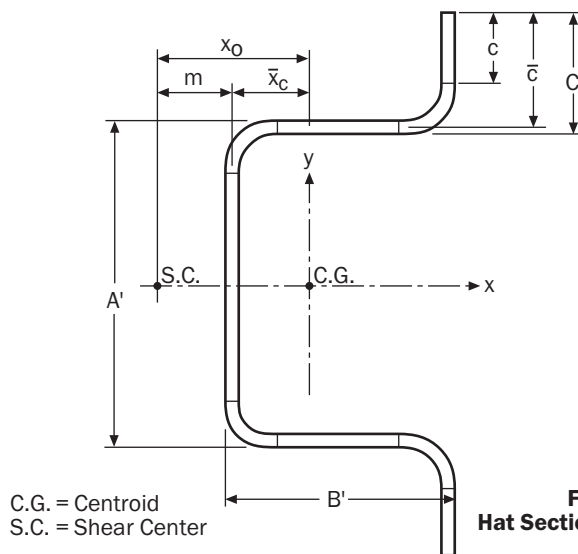 x₀
m
x̄c
c
c̄
C
y
S.C.
C.G.
x
A'
B'
C.G. = Centroid
S.C. = Shear Center
F
Hat Sectio